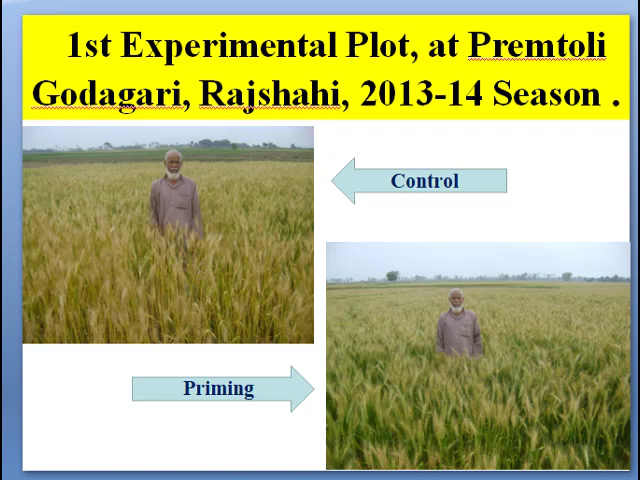 1st Experimental Plot, at Premtoli
Godagari, Rajshahi, 2013-14 Season .
Control
Priming